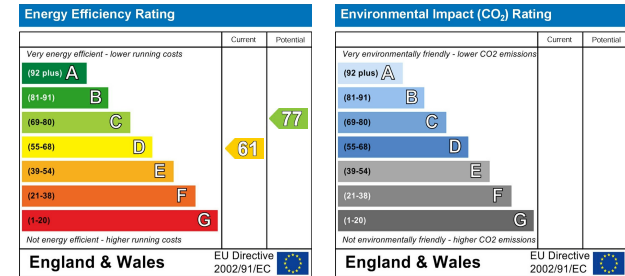 Energy Efficiency Rating
Current Potential
Very energy efficient - lower running costs
(92 plus) A
(81-91) B
(69-80) C
77
(55-68) D
61
(39-54) E
(21-38) F
(1-20) G
Not energy efficient - higher running costs
England & Wales
EU Directive
2002/91/EC
Environmental Impact (CO₂) Rating
Current Potential
Very environmentally friendly - lower CO2 emissions
(92 plus) A
(81-91) B
(69-80) C
(55-68) D
(39-54) E
(21-38) F
(1-20) G
Not environmentally friendly - higher CO2 emissions
England & Wales
EU Directive
2002/91/EC